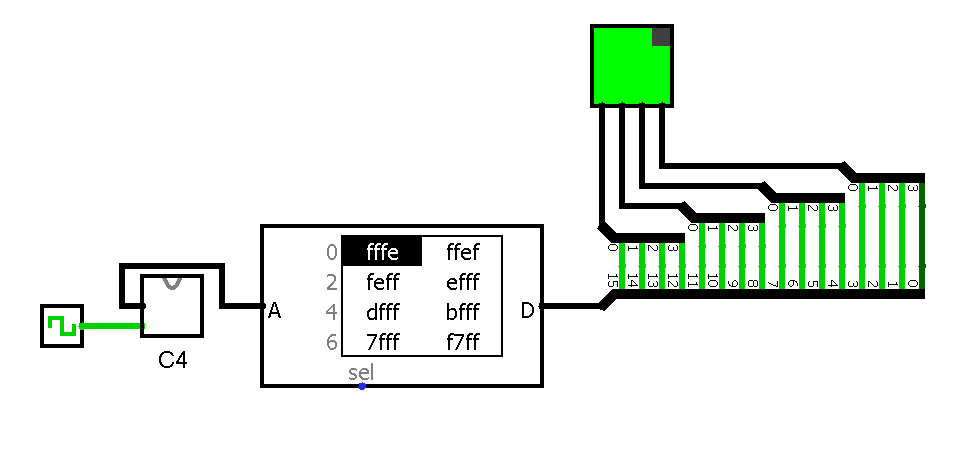 0 1 2 3
0 1 2 3
0 1 2 3
0 1 2 3
15 14 13 12 11 10 9 8 7 6 5 4 3 2 1 0
0 fffe ffef
2 feff efff
4 dfff bfff
6 7fff f7ff
A
D
sel
C4